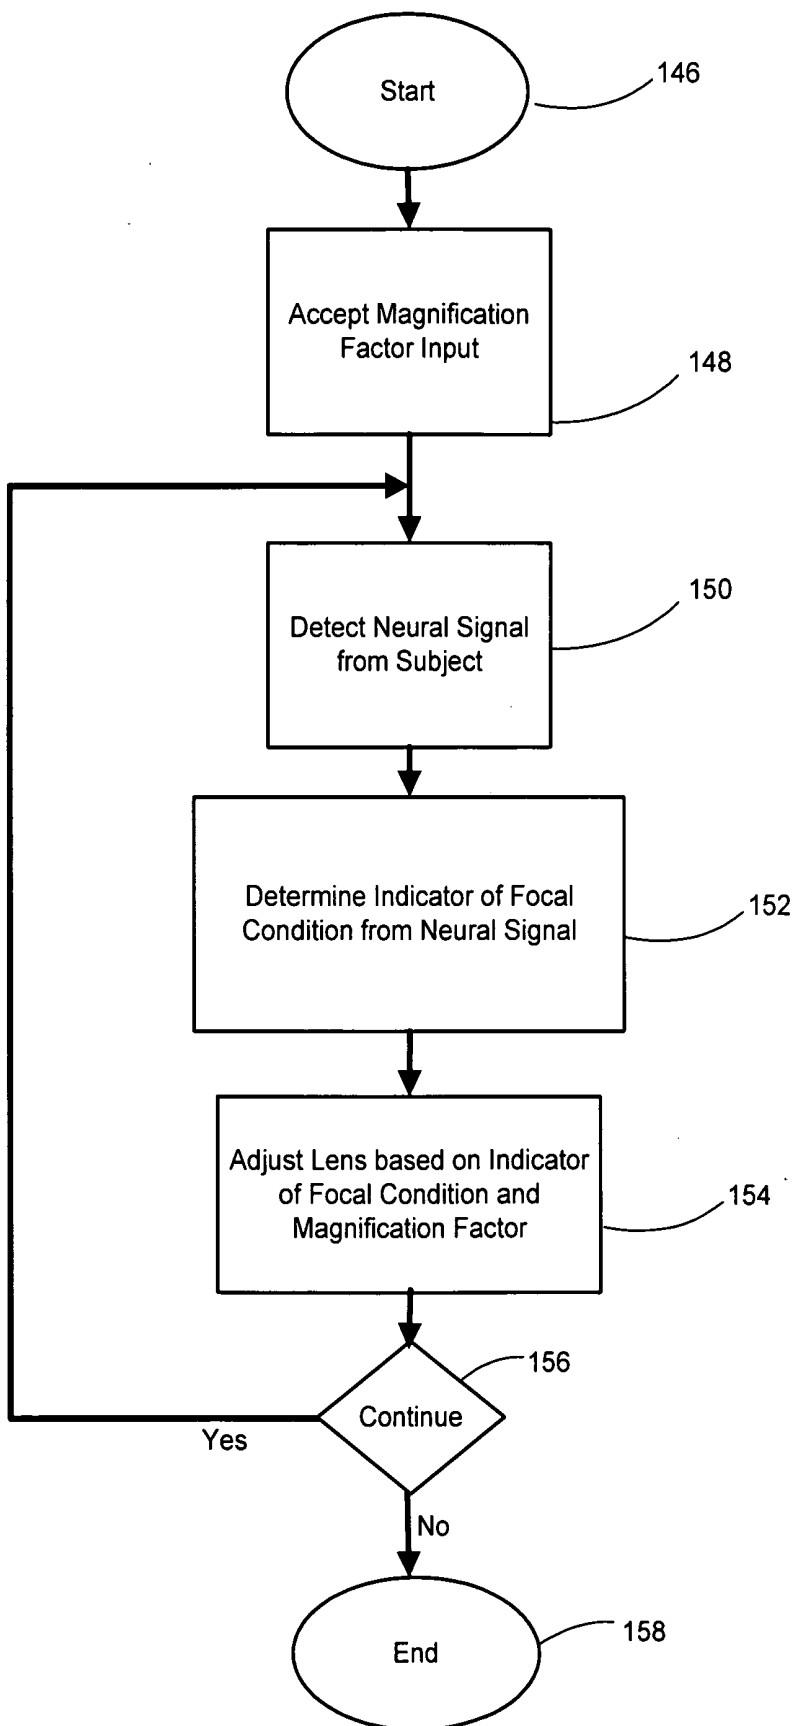 Start
146
Accept Magnification
Factor Input
148
Detect Neural Signal
from Subject
150
Determine Indicator of Focal
Condition from Neural Signal
152
Adjust Lens based on Indicator
of Focal Condition and
Magnification Factor
154
156
Continue
Yes
No
End
158